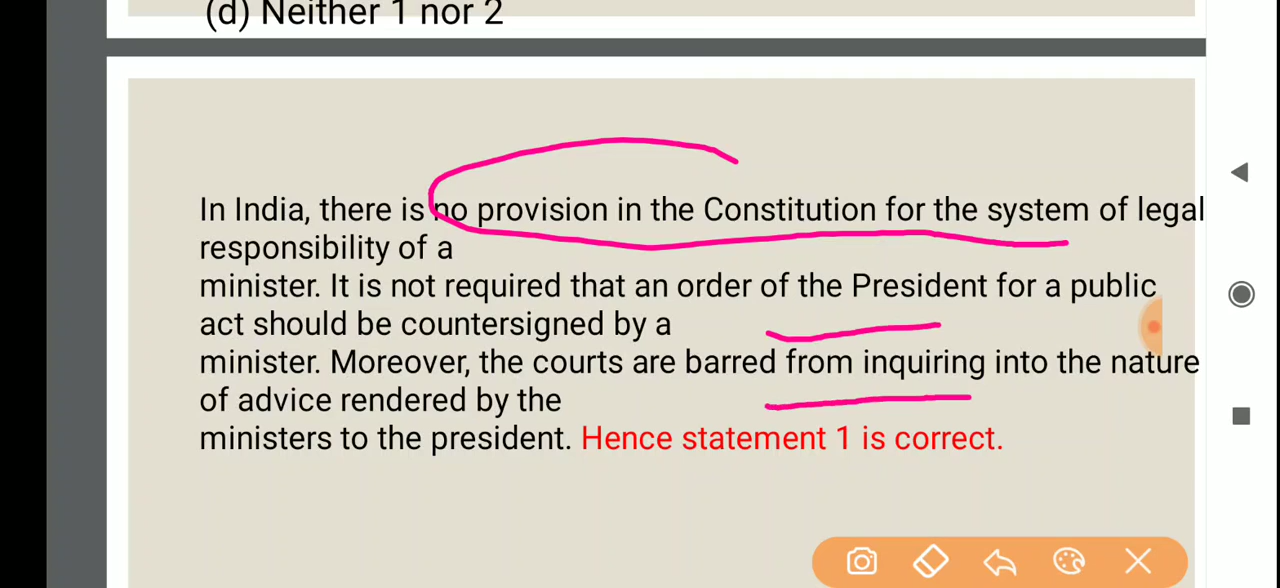 (d) Neither 1 nor 2
In India, there is no provision in the Constitution for the system of legal
responsibility of a
minister. It is not required that an order of the President for a public
act should be countersigned by a
minister. Moreover, the courts are barred from inquiring into the nature
of advice rendered by the
ministers to the president. Hence statement 1 is correct.